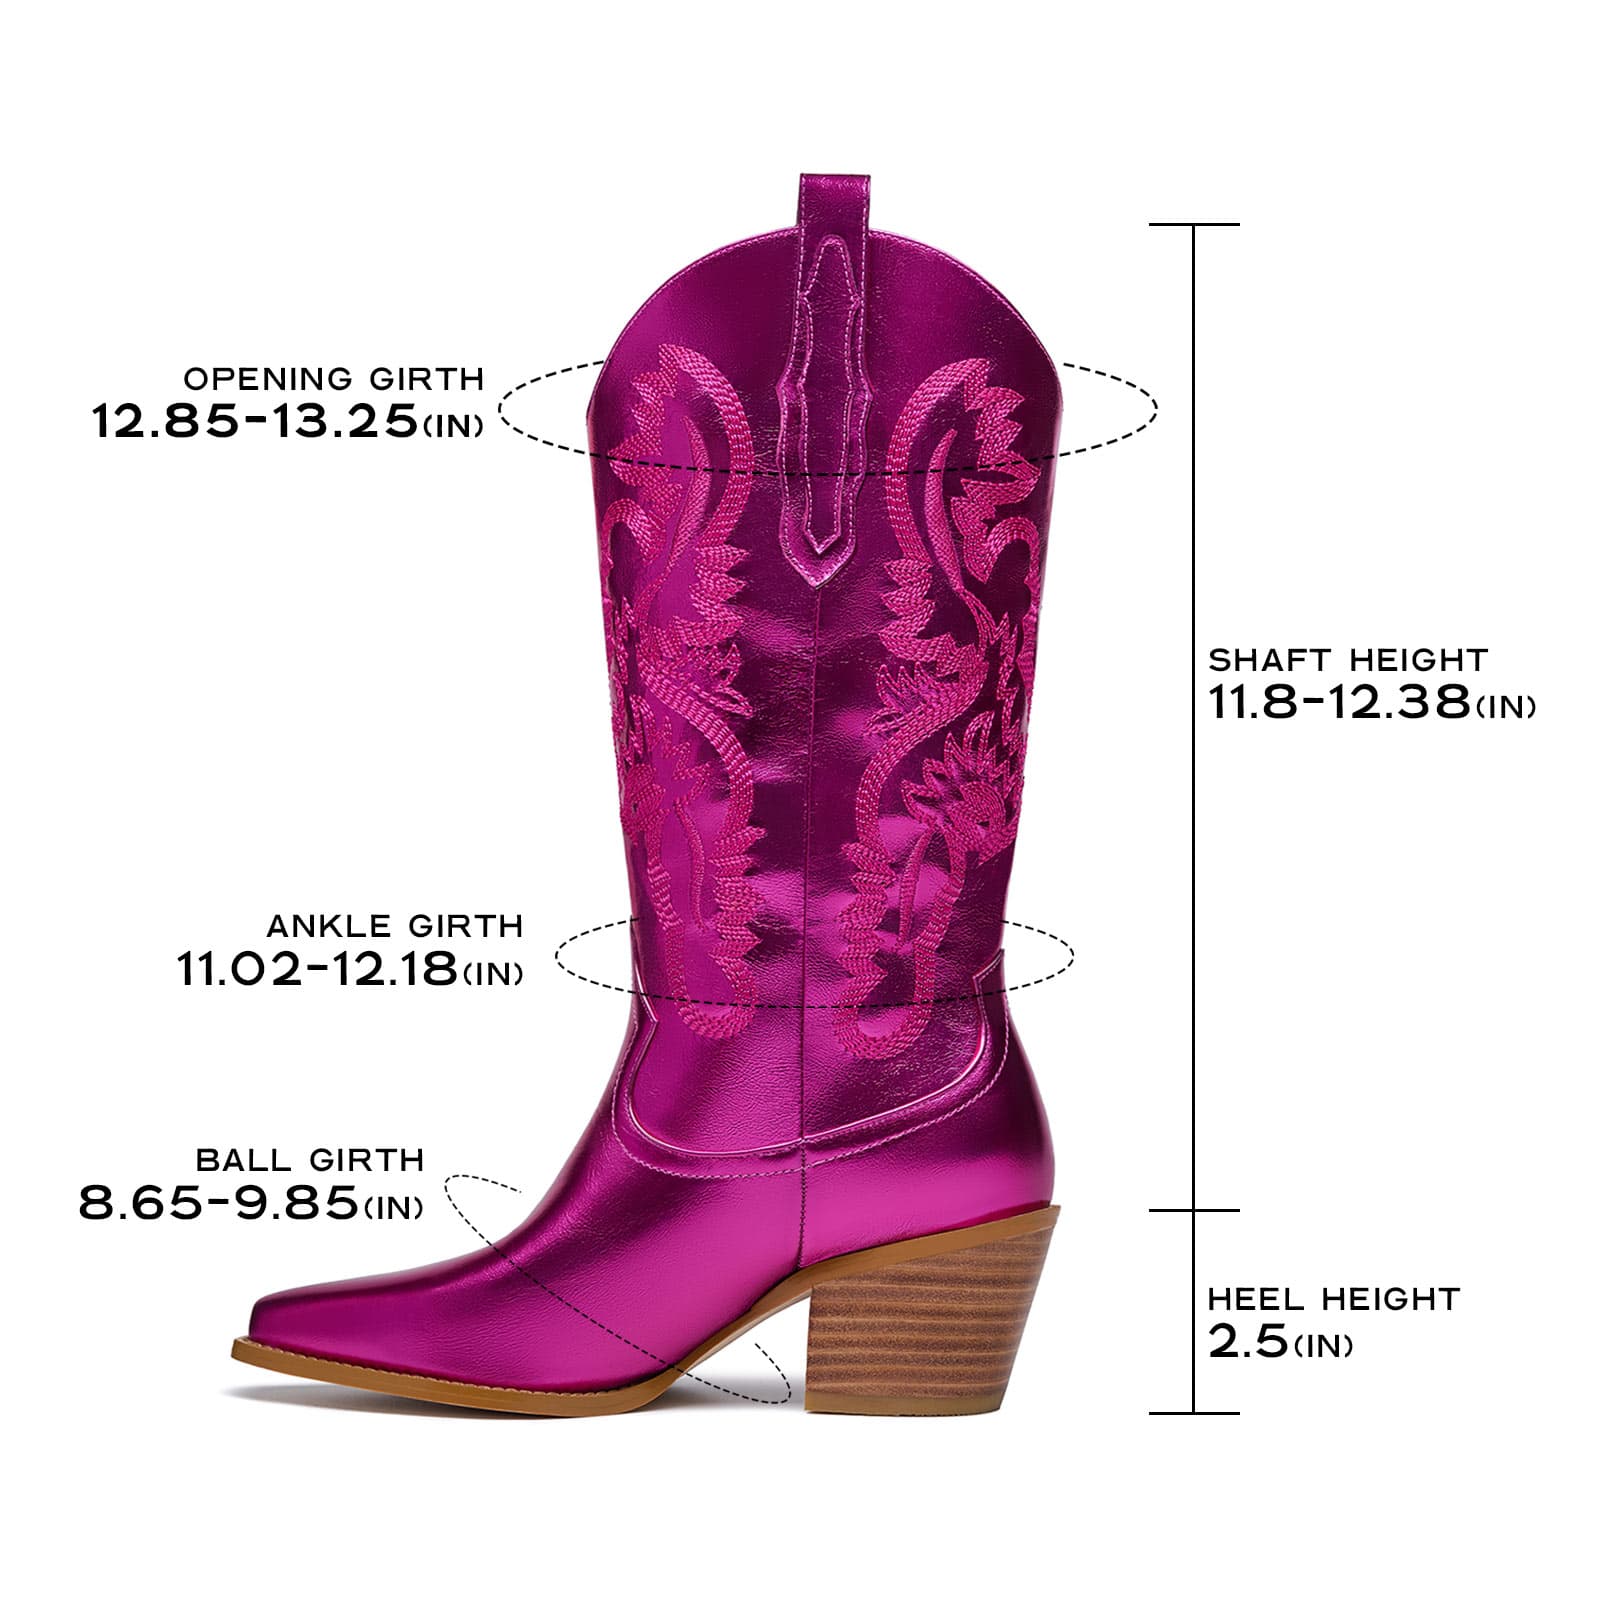 OPENING GIRTH
12.85-13.25(IN)
SHAFT HEIGHT
11.8-12.38(IN)
ANKLE GIRTH
11.02-12.18(IN)
BALL GIRTH
8.65-9.85(IN)
HEEL HEIGHT
2.5(IN)